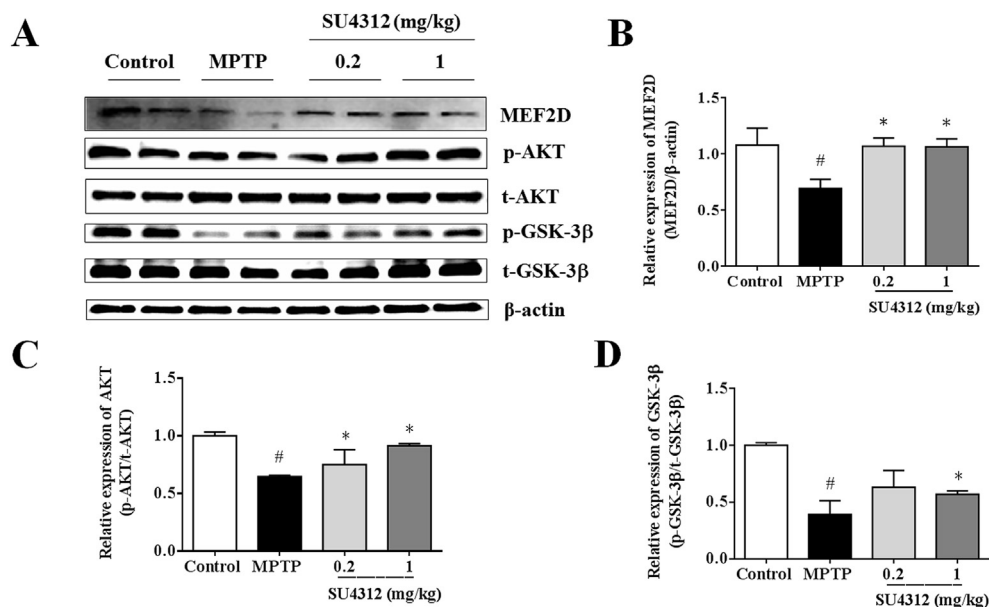 A
SU4312 (mg/kg)
Control MPTP 0.2 1
MEF2D
p-AKT
t-AKT
p-GSK-3β
t-GSK-3β
β-actin
B
Relative expression of MEF2D
(MEF2D/β-actin)
1.5
1.0
0.5
0.0
# * *
Control MPTP 0.2 1
SU4312 (mg/kg)
C
Relative expression of AKT
(p-AKT/t-AKT)
1.5
1.0
0.5
0.0
# * *
Control MPTP 0.2 1
SU4312 (mg/kg)
D
Relative expression of GSK-3β
(p-GSK-3β/t-GSK-3β)
1.5
1.0
0.5
0.0
# *
Control MPTP 0.2 1
SU4312 (mg/kg)